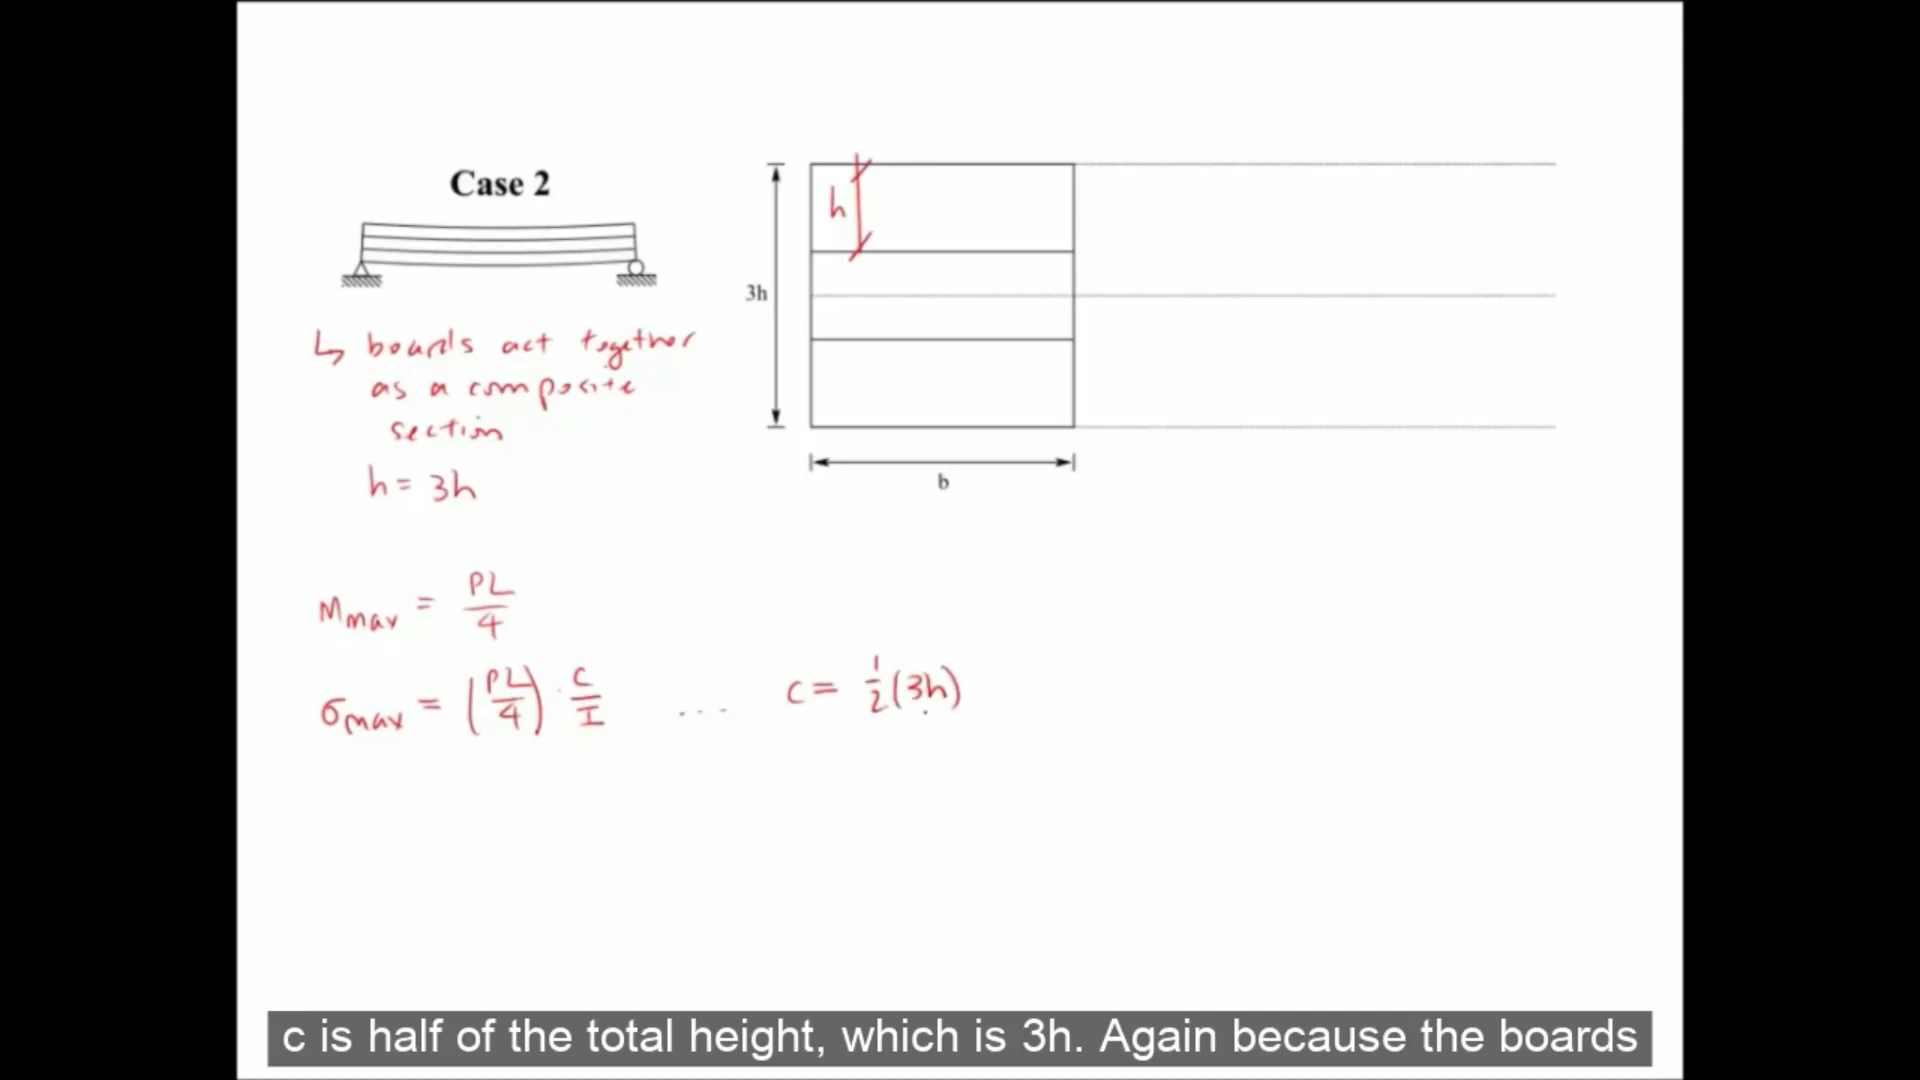 Case 2
h
3h
b
↳ boards act together
as a composite
section
h = 3h
Mmax = PL/4
σmax = (PL/4) · c/I ... c = 1/2 (3h)
c is half of the total height, which is 3h. Again because the boards